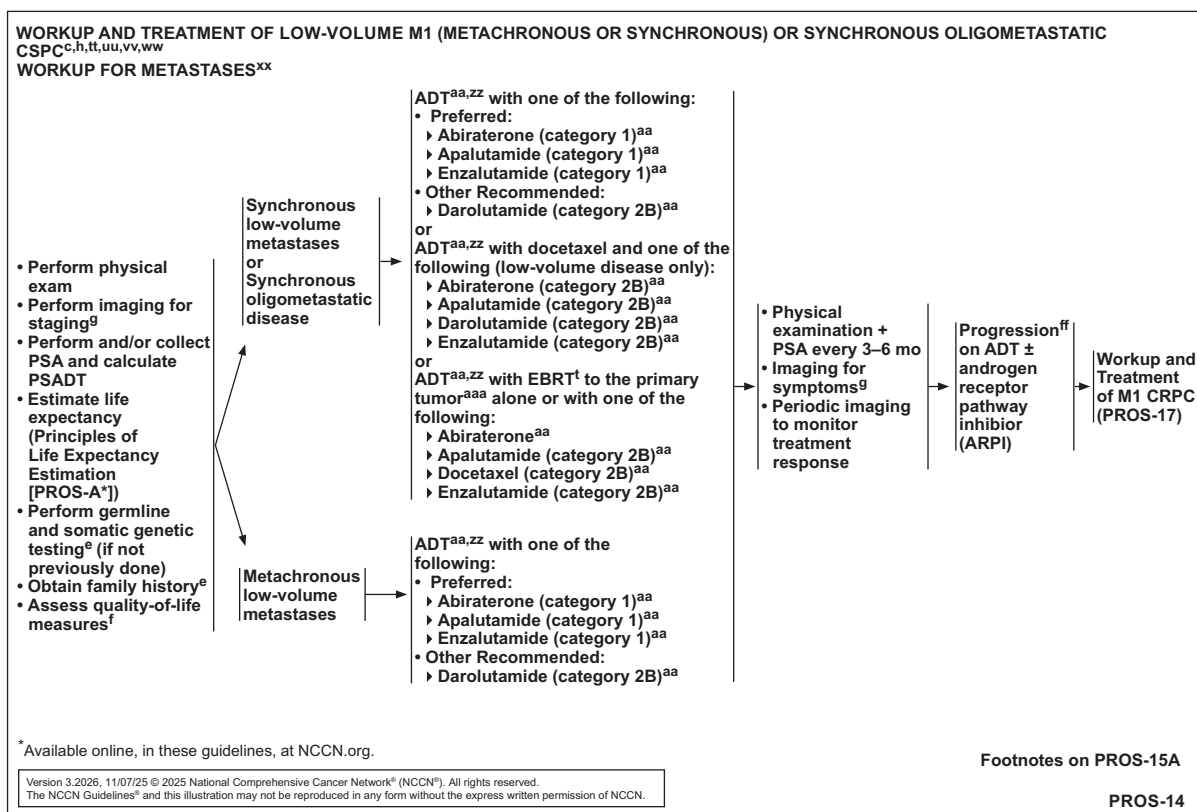 WORKUP AND TREATMENT OF LOW-VOLUME M1 (METACHRONOUS OR SYNCHRONOUS) OR SYNCHRONOUS OLIGOMETASTATIC
CSPCc,h,tt,uu,vv,ww
WORKUP FOR METASTASESxx
• Perform physical
exam
• Perform imaging for
stagingg
• Perform and/or collect
PSA and calculate
PSADT
• Estimate life
expectancy
(Principles of
Life Expectancy
Estimation
[PROS-A*])
• Perform germline
and somatic genetic
testinge (if not
previously done)
• Obtain family historye
• Assess quality-of-life
measuresf
Synchronous
low-volume
metastases
or
Synchronous
oligometastatic
disease
ADTaa,zz with one of the following:
• Preferred:
Abiraterone (category 1)aa
Apalutamide (category 1)aa
Enzalutamide (category 1)aa
• Other Recommended:
Darolutamide (category 2B)aa
or
ADTaa,zz with docetaxel and one of the
following (low-volume disease only):
Abiraterone (category 2B)aa
Apalutamide (category 2B)aa
Darolutamide (category 2B)aa
Enzalutamide (category 2B)aa
or
ADTaa,zz with EBRTt to the primary
tumoraaa alone or with one of the
following:
Abirateroneaa
Apalutamide (category 2B)aa
Docetaxel (category 2B)aa
Enzalutamide (category 2B)aa
Metachronous
low-volume
metastases
ADTaa,zz with one of the
following:
• Preferred:
Abiraterone (category 1)aa
Apalutamide (category 1)aa
Enzalutamide (category 1)aa
• Other Recommended:
Darolutamide (category 2B)aa
• Physical
examination +
PSA every 3–6 mo
• Imaging for
symptomsg
• Periodic imaging
to monitor
treatment
response
Progressionff
on ADT ±
androgen
receptor
pathway
inhibior
(ARPI)
Workup and
Treatment
of M1 CRPC
(PROS-17)
*Available online, in these guidelines, at NCCN.org.
Version 3.2026, 11/07/25 © 2025 National Comprehensive Cancer Network® (NCCN®). All rights reserved.
The NCCN Guidelines® and this illustration may not be reproduced in any form without the express written permission of NCCN.
Footnotes on PROS-15A
PROS-14